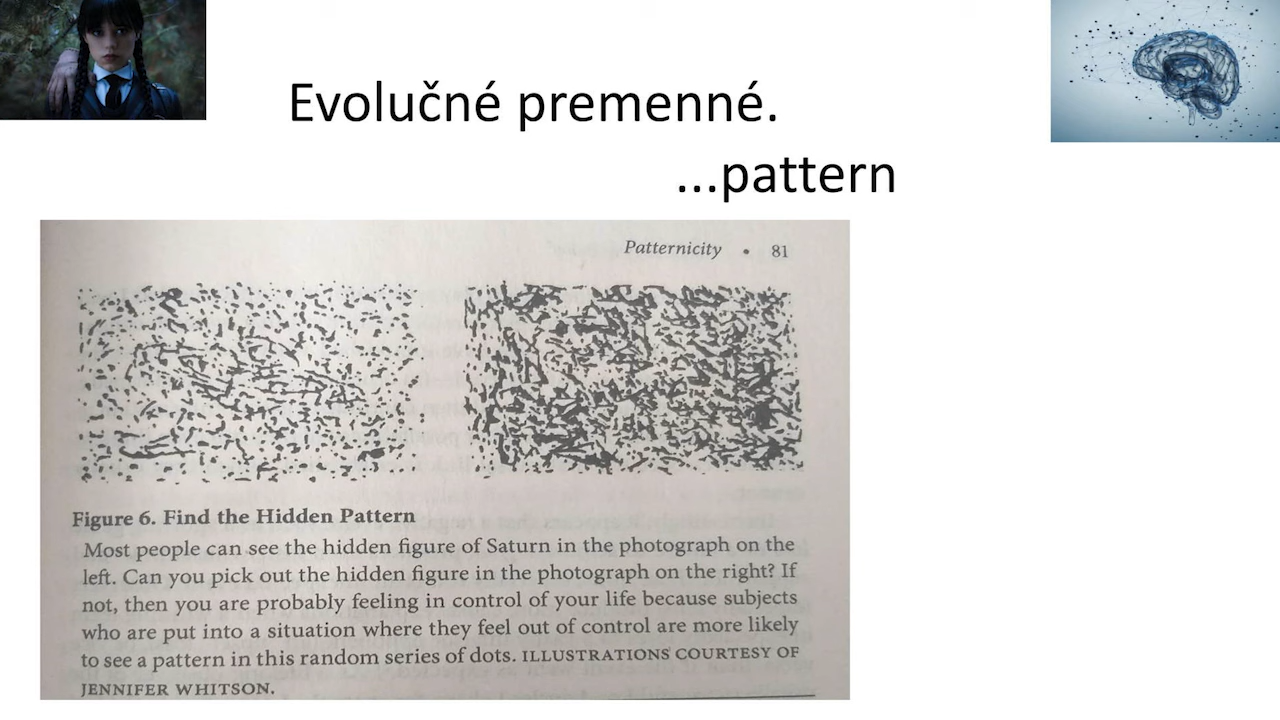 Evolučné premenné.
...pattern
Patternicity • 81
Figure 6. Find the Hidden Pattern
Most people can see the hidden figure of Saturn in the photograph on the
left. Can you pick out the hidden figure in the photograph on the right? If
not, then you are probably feeling in control of your life because subjects
who are put into a situation where they feel out of control are more likely
to see a pattern in this random series of dots. ILLUSTRATIONS COURTESY OF
JENNIFER WHITSON.